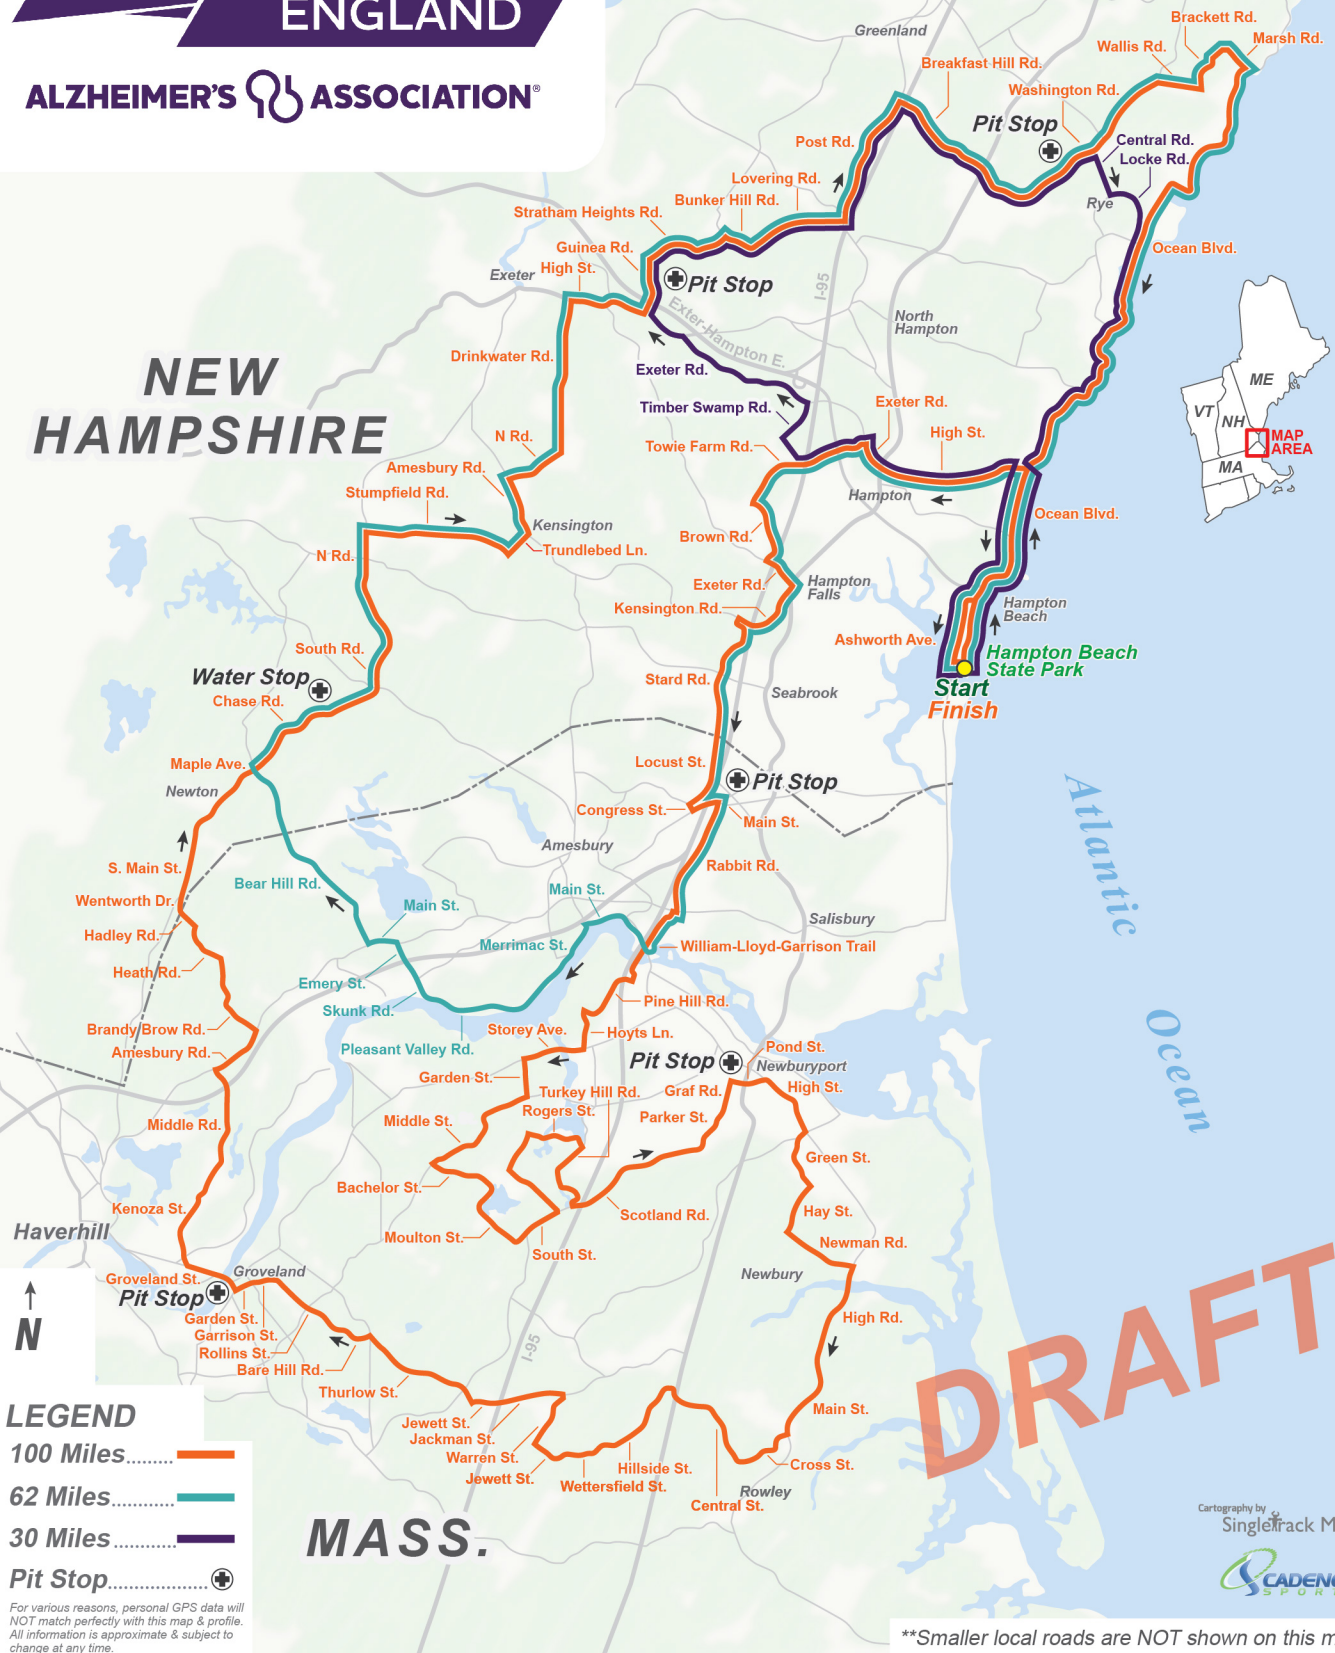 ENGLAND
ALZHEIMER'S ASSOCIATION®
Greenland
Brackett Rd.
Wallis Rd.
Marsh Rd.
Breakfast Hill Rd.
Washington Rd.
Pit Stop
Post Rd.
Central Rd.
Locke Rd.
Lovering Rd.
Bunker Hill Rd.
Rye
Stratham Heights Rd.
Guinea Rd.
Ocean Blvd.
Exeter
High St.
Pit Stop
I-95
Exter-Hampton E.
North
Hampton
NEW
HAMPSHIRE
Drinkwater Rd.
Exeter Rd.
Timber Swamp Rd.
Exeter Rd.
High St.
ME
VT
NH
MAP
AREA
MA
N Rd.
Towie Farm Rd.
Amesbury Rd.
Stumpfield Rd.
Hampton
Kensington
Ocean Blvd.
Trundlebed Ln.
Brown Rd.
N Rd.
Exeter Rd.
Hampton
Falls
Kensington Rd.
Hampton
Beach
Ashworth Ave.
Hampton Beach
State Park
South Rd.
Water Stop
Stard Rd.
Start
Finish
Seabrook
Chase Rd.
Maple Ave.
Locust St.
Newton
Pit Stop
Congress St.
Main St.
Atlantic
Ocean
Amesbury
Rabbit Rd.
S. Main St.
Bear Hill Rd.
Main St.
Wentworth Dr.
Main St.
Salisbury
Hadley Rd.
Merrimac St.
William-Lloyd-Garrison Trail
Heath Rd.
Emery St.
Skunk Rd.
Pine Hill Rd.
Brandy Brow Rd.
Storey Ave.
Hoyts Ln.
Amesbury Rd.
Pleasant Valley Rd.
Pond St.
Pit Stop
Newburyport
Garden St.
Turkey Hill Rd.
Graf Rd.
High St.
Rogers St.
Parker St.
Middle St.
Middle Rd.
Green St.
Bachelor St.
Kenoza St.
Scotland Rd.
Hay St.
Haverhill
Moulton St.
South St.
Newman Rd.
Groveland St.
Groveland
Newbury
Pit Stop
N
Garden St.
Garrison St.
Rollins St.
Bare Hill Rd.
I-95
High Rd.
Thurlow St.
DRAFT
Jewett St.
Jackman St.
Warren St.
Jewett St.
Main St.
Hillside St.
Wettersfield St.
Cross St.
Central St.
Rowley
LEGEND
100 Miles
62 Miles
30 Miles
Pit Stop
For various reasons, personal GPS data will
NOT match perfectly with this map & profile.
All information is approximate & subject to
change at any time.
MASS.
Cartography by
SingleTrack M
CADENC
SPOR
**Smaller local roads are NOT shown on this m